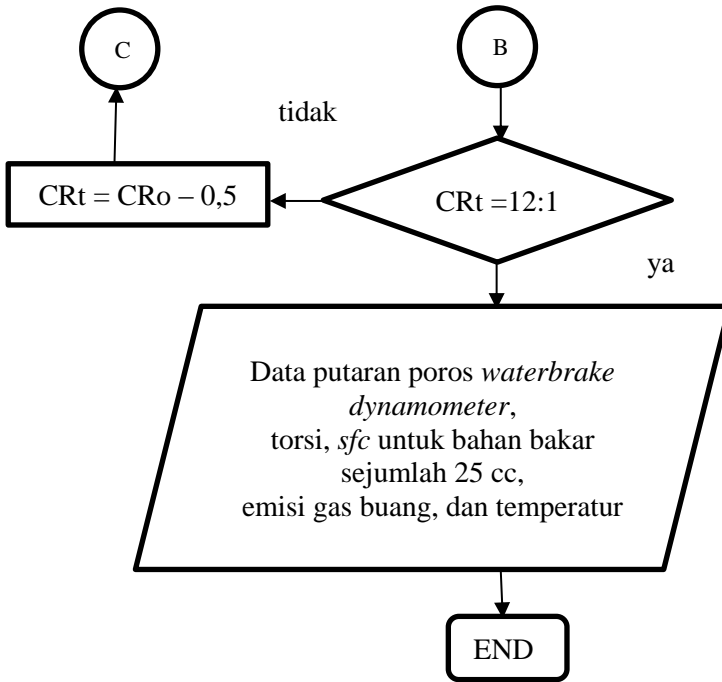 C
B
tidak
CRt = CRo – 0,5
CRt =12:1
ya
Data putaran poros waterbrake
dynamometer,
torsi, sfc untuk bahan bakar
sejumlah 25 cc,
emisi gas buang, dan temperatur
END